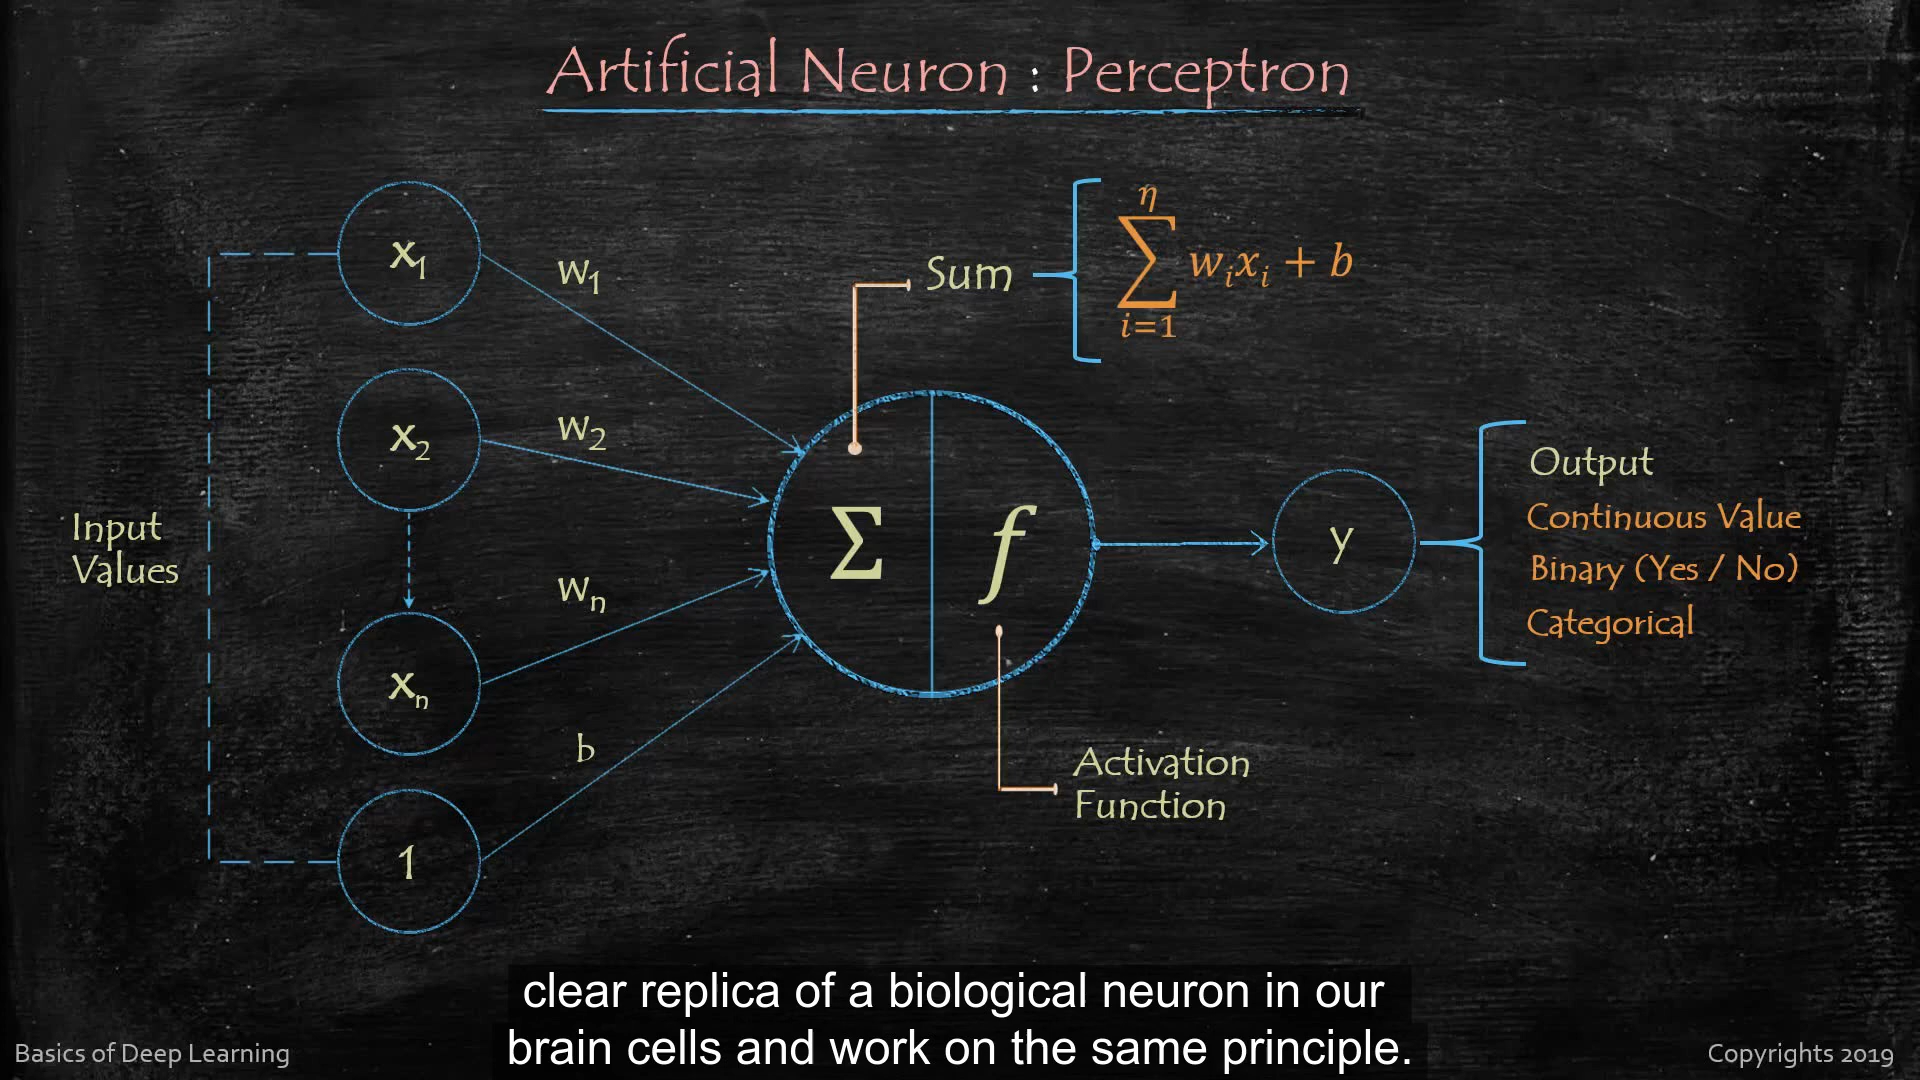 Artificial Neuron : Perceptron
x₁
w₁
Sum
η
∑ wᵢxᵢ + b
i=1
x₂
w₂
Input
Values
Σ
f
y
Output
Continuous Value
Binary (Yes / No)
Categorical
xₙ
wₙ
b
1
Activation
Function
clear replica of a biological neuron in our
brain cells and work on the same principle.
Basics of Deep Learning
Copyrights 2019